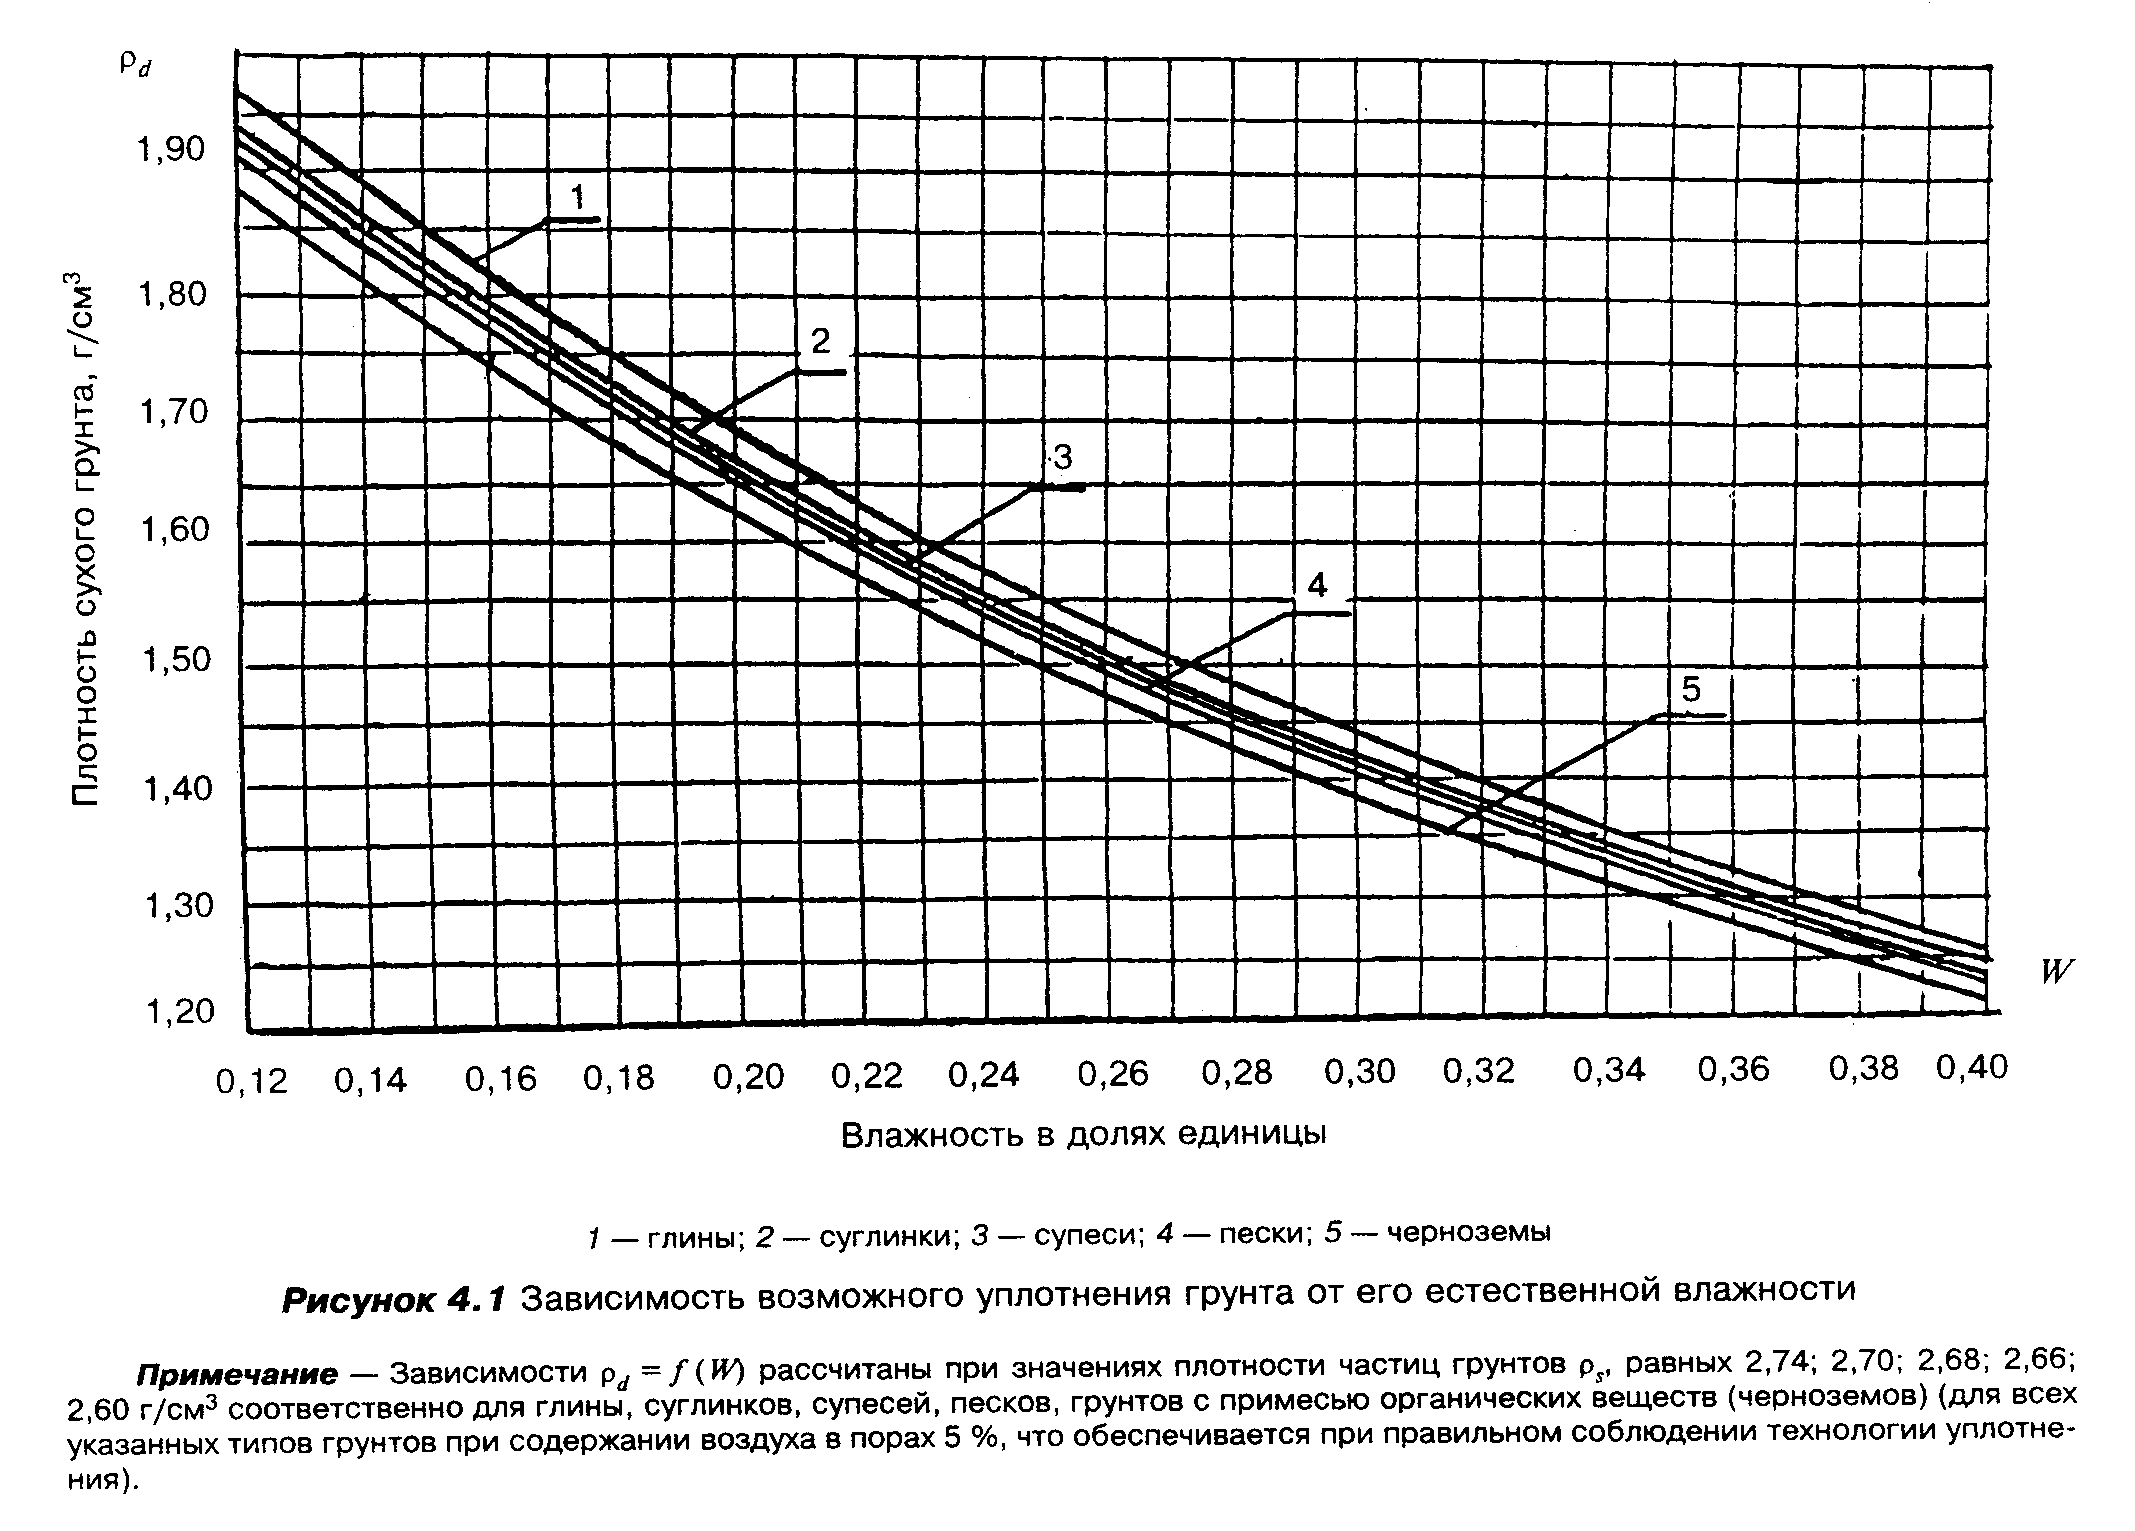 ρd
1,90
1,80
1,70
1,60
1,50
1,40
1,30
1,20
Плотность сухого грунта, г/см³
1
2
3
4
5
W
0,12 0,14 0,16 0,18 0,20 0,22 0,24 0,26 0,28 0,30 0,32 0,34 0,36 0,38 0,40
Влажность в долях единицы
1 — глины; 2 — суглинки; 3 — супеси; 4 — пески; 5 — черноземы
Рисунок 4.1 Зависимость возможного уплотнения грунта от его естественной влажности
Примечание — Зависимости ρd = f (W) рассчитаны при значениях плотности частиц грунтов ρs, равных 2,74; 2,70; 2,68; 2,66;
2,60 г/см³ соответственно для глины, суглинков, супесей, песков, грунтов с примесью органических веществ (черноземов) (для всех
указанных типов грунтов при содержании воздуха в порах 5 %, что обеспечивается при правильном соблюдении технологии уплотне-
ния).